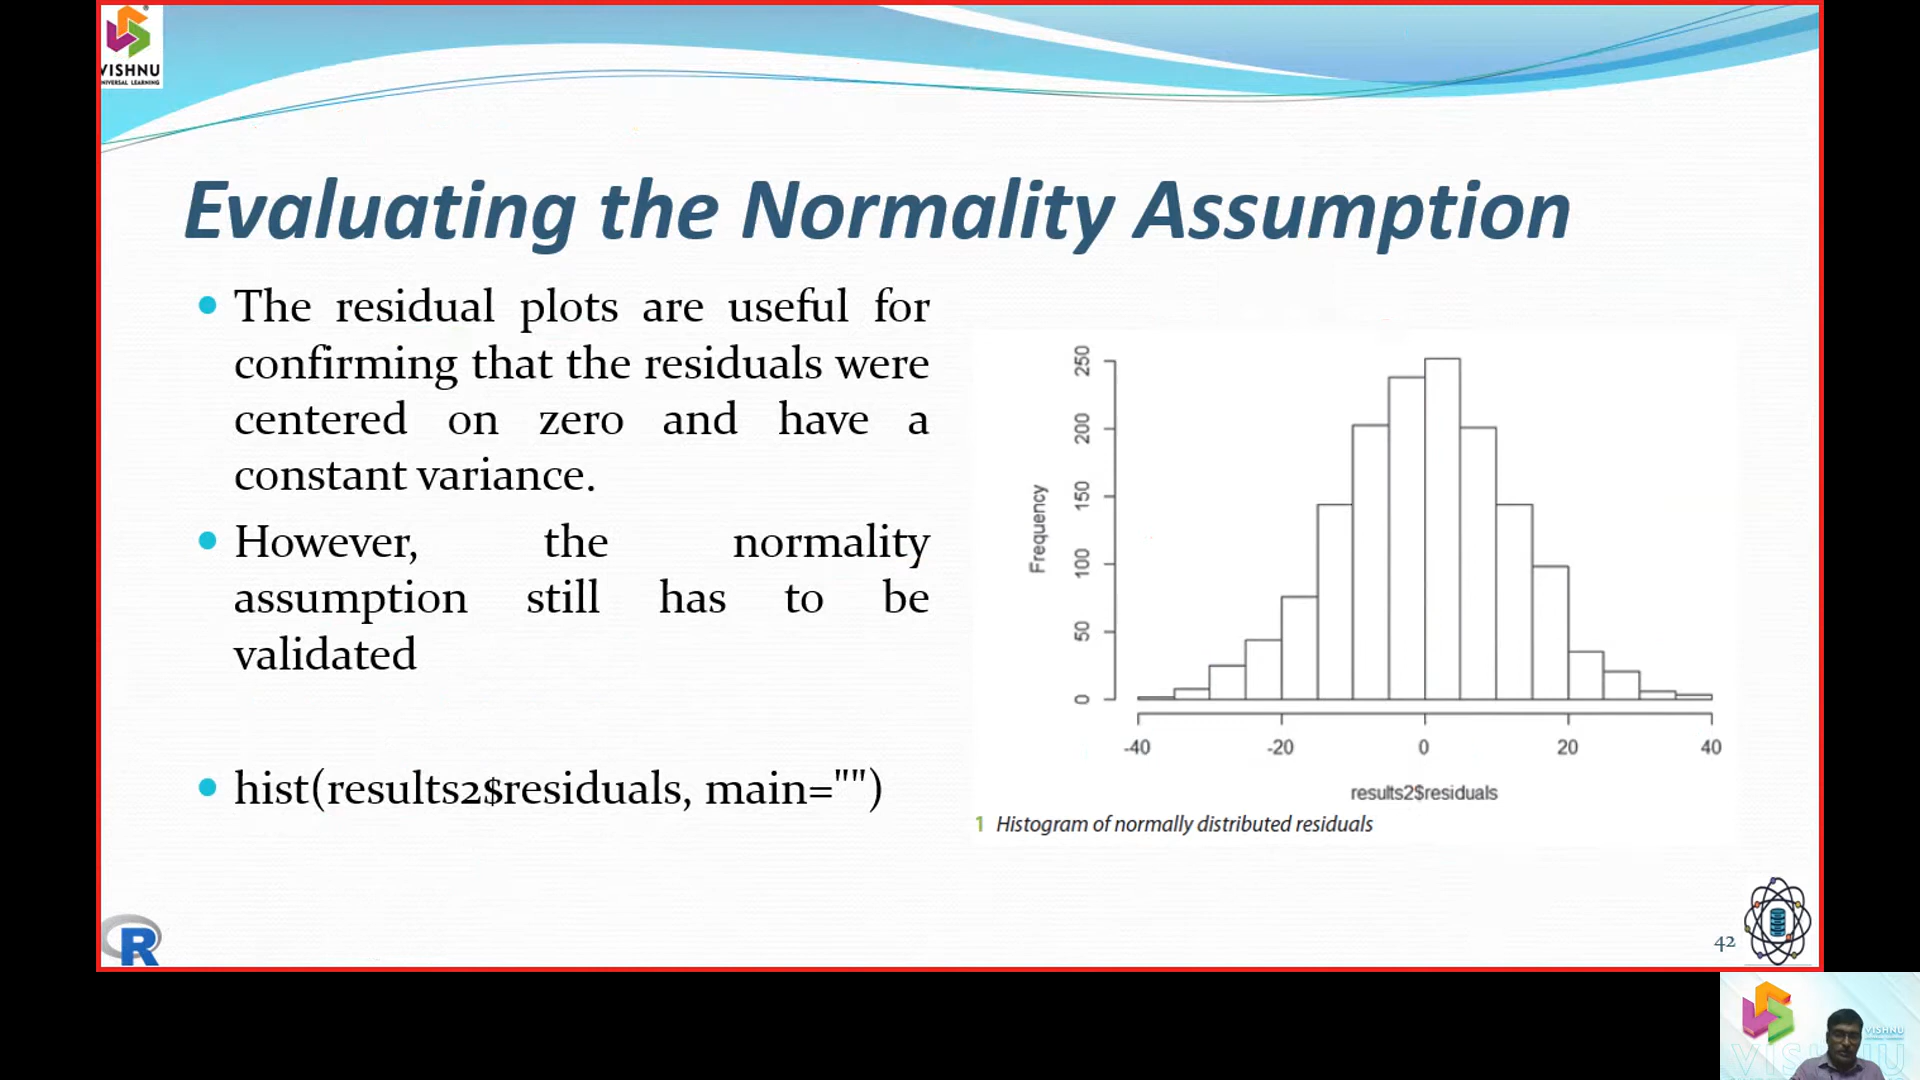 VISHNU
UNIVERSAL LEARNING
Evaluating the Normality Assumption
The residual plots are useful for
confirming that the residuals were
centered on zero and have a
constant variance.
However, the normality
assumption still has to be
validated
hist(results2$residuals, main="")
Frequency
250
200
150
100
50
0
-40
-20
0
20
40
results2$residuals
1 Histogram of normally distributed residuals
R
42
VISHNU